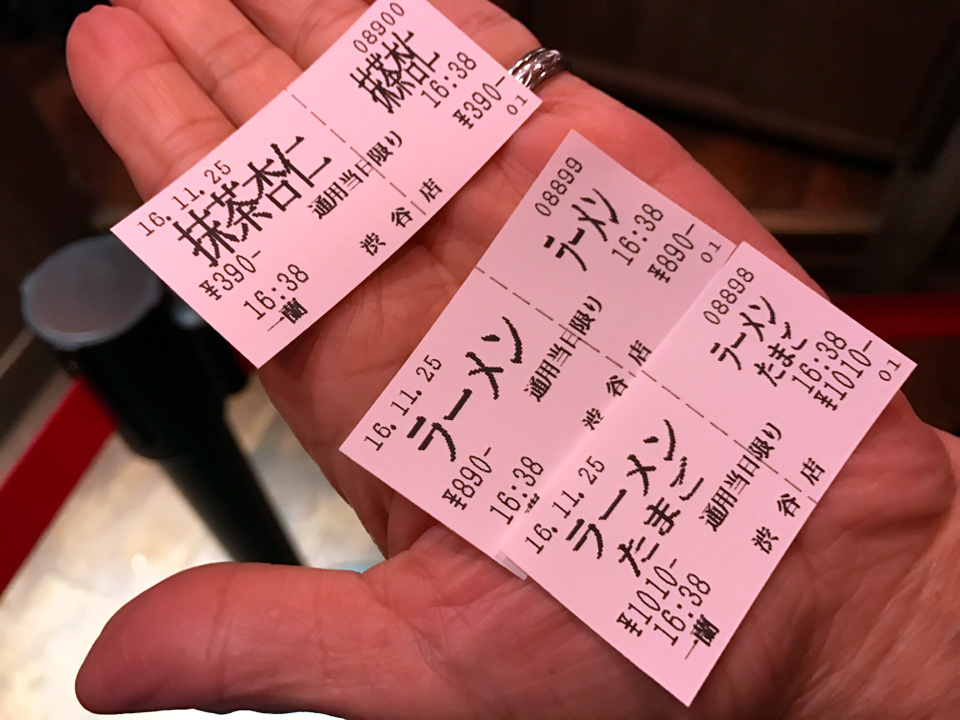 08900
抹茶杏仁
16:38
¥390-
01
16.11.25
抹茶杏仁
¥390-
16:38
一蘭
通用当日限り
渋谷店
08899
ラーメン
16:38
¥890-
01
16.11.25
ラーメン
¥890-
16:38
通用当日限り
渋谷店
08898
ラーメン
たまご
16:38
¥1010-
01
16.11.25
ラーメン
たまご
¥1010-
16:38
一蘭
通用当日限り
渋谷店